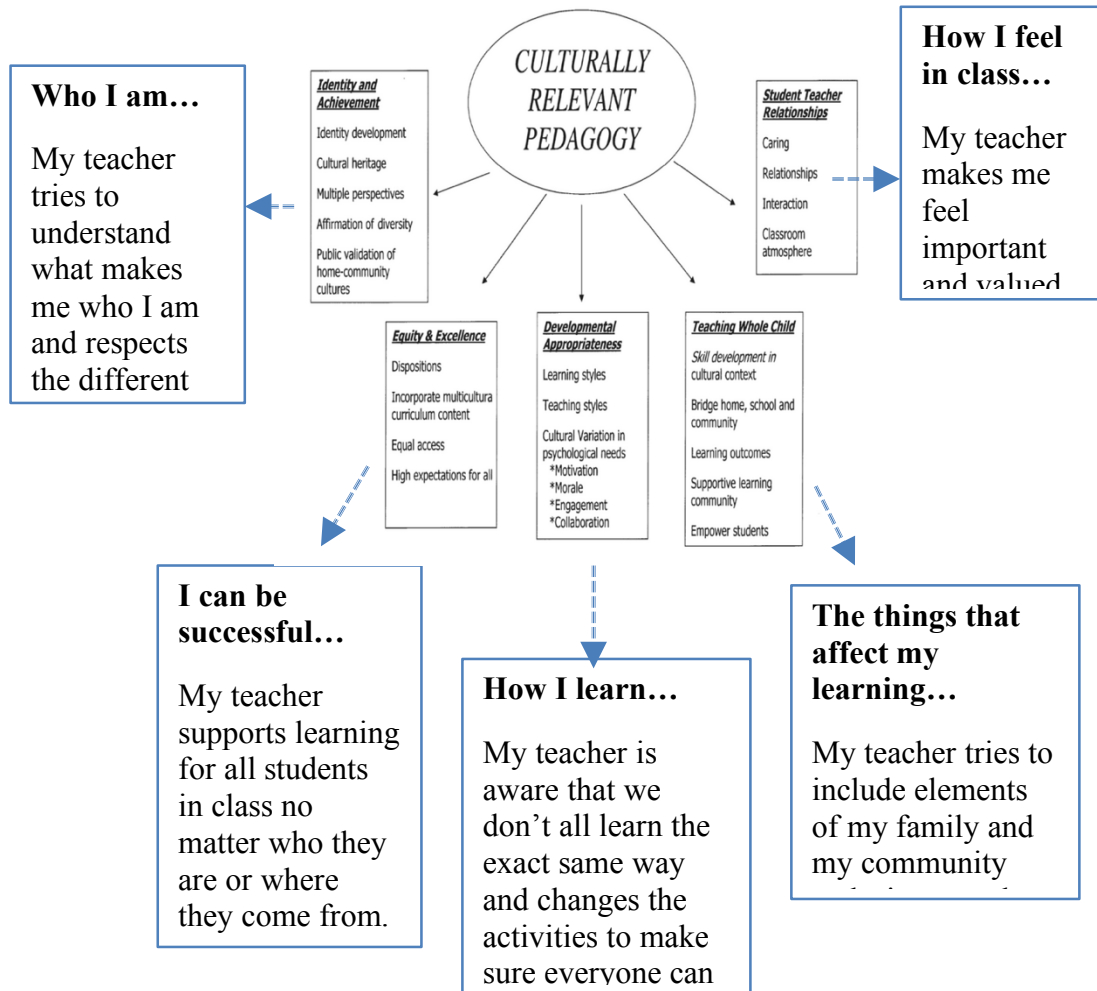 CULTURALLY
RELEVANT
PEDAGOGY
Who I am…
My teacher
tries to
understand
what makes
me who I am
and respects
the different
Identity and
Achievement
Identity development
Cultural heritage
Multiple perspectives
Affirmation of diversity
Public validation of
home-community
cultures
Student Teacher
Relationships
Caring
Relationships
Interaction
Classroom
atmosphere
How I feel
in class…
My teacher
makes me
feel
important
and valued
Equity & Excellence
Dispositions
Incorporate multicultura
curriculum content
Equal access
High expectations for all
Developmental
Appropriateness
Learning styles
Teaching styles
Cultural Variation in
psychological needs
*Motivation
*Morale
*Engagement
*Collaboration
Teaching Whole Child
Skill development in
cultural context
Bridge home, school and
community
Learning outcomes
Supportive learning
community
Empower students
I can be
successful…
My teacher
supports learning
for all students
in class no
matter who they
are or where
they come from.
How I learn…
My teacher is
aware that we
don’t all learn the
exact same way
and changes the
activities to make
sure everyone can
The things that
affect my
learning…
My teacher tries to
include elements
of my family and
my community